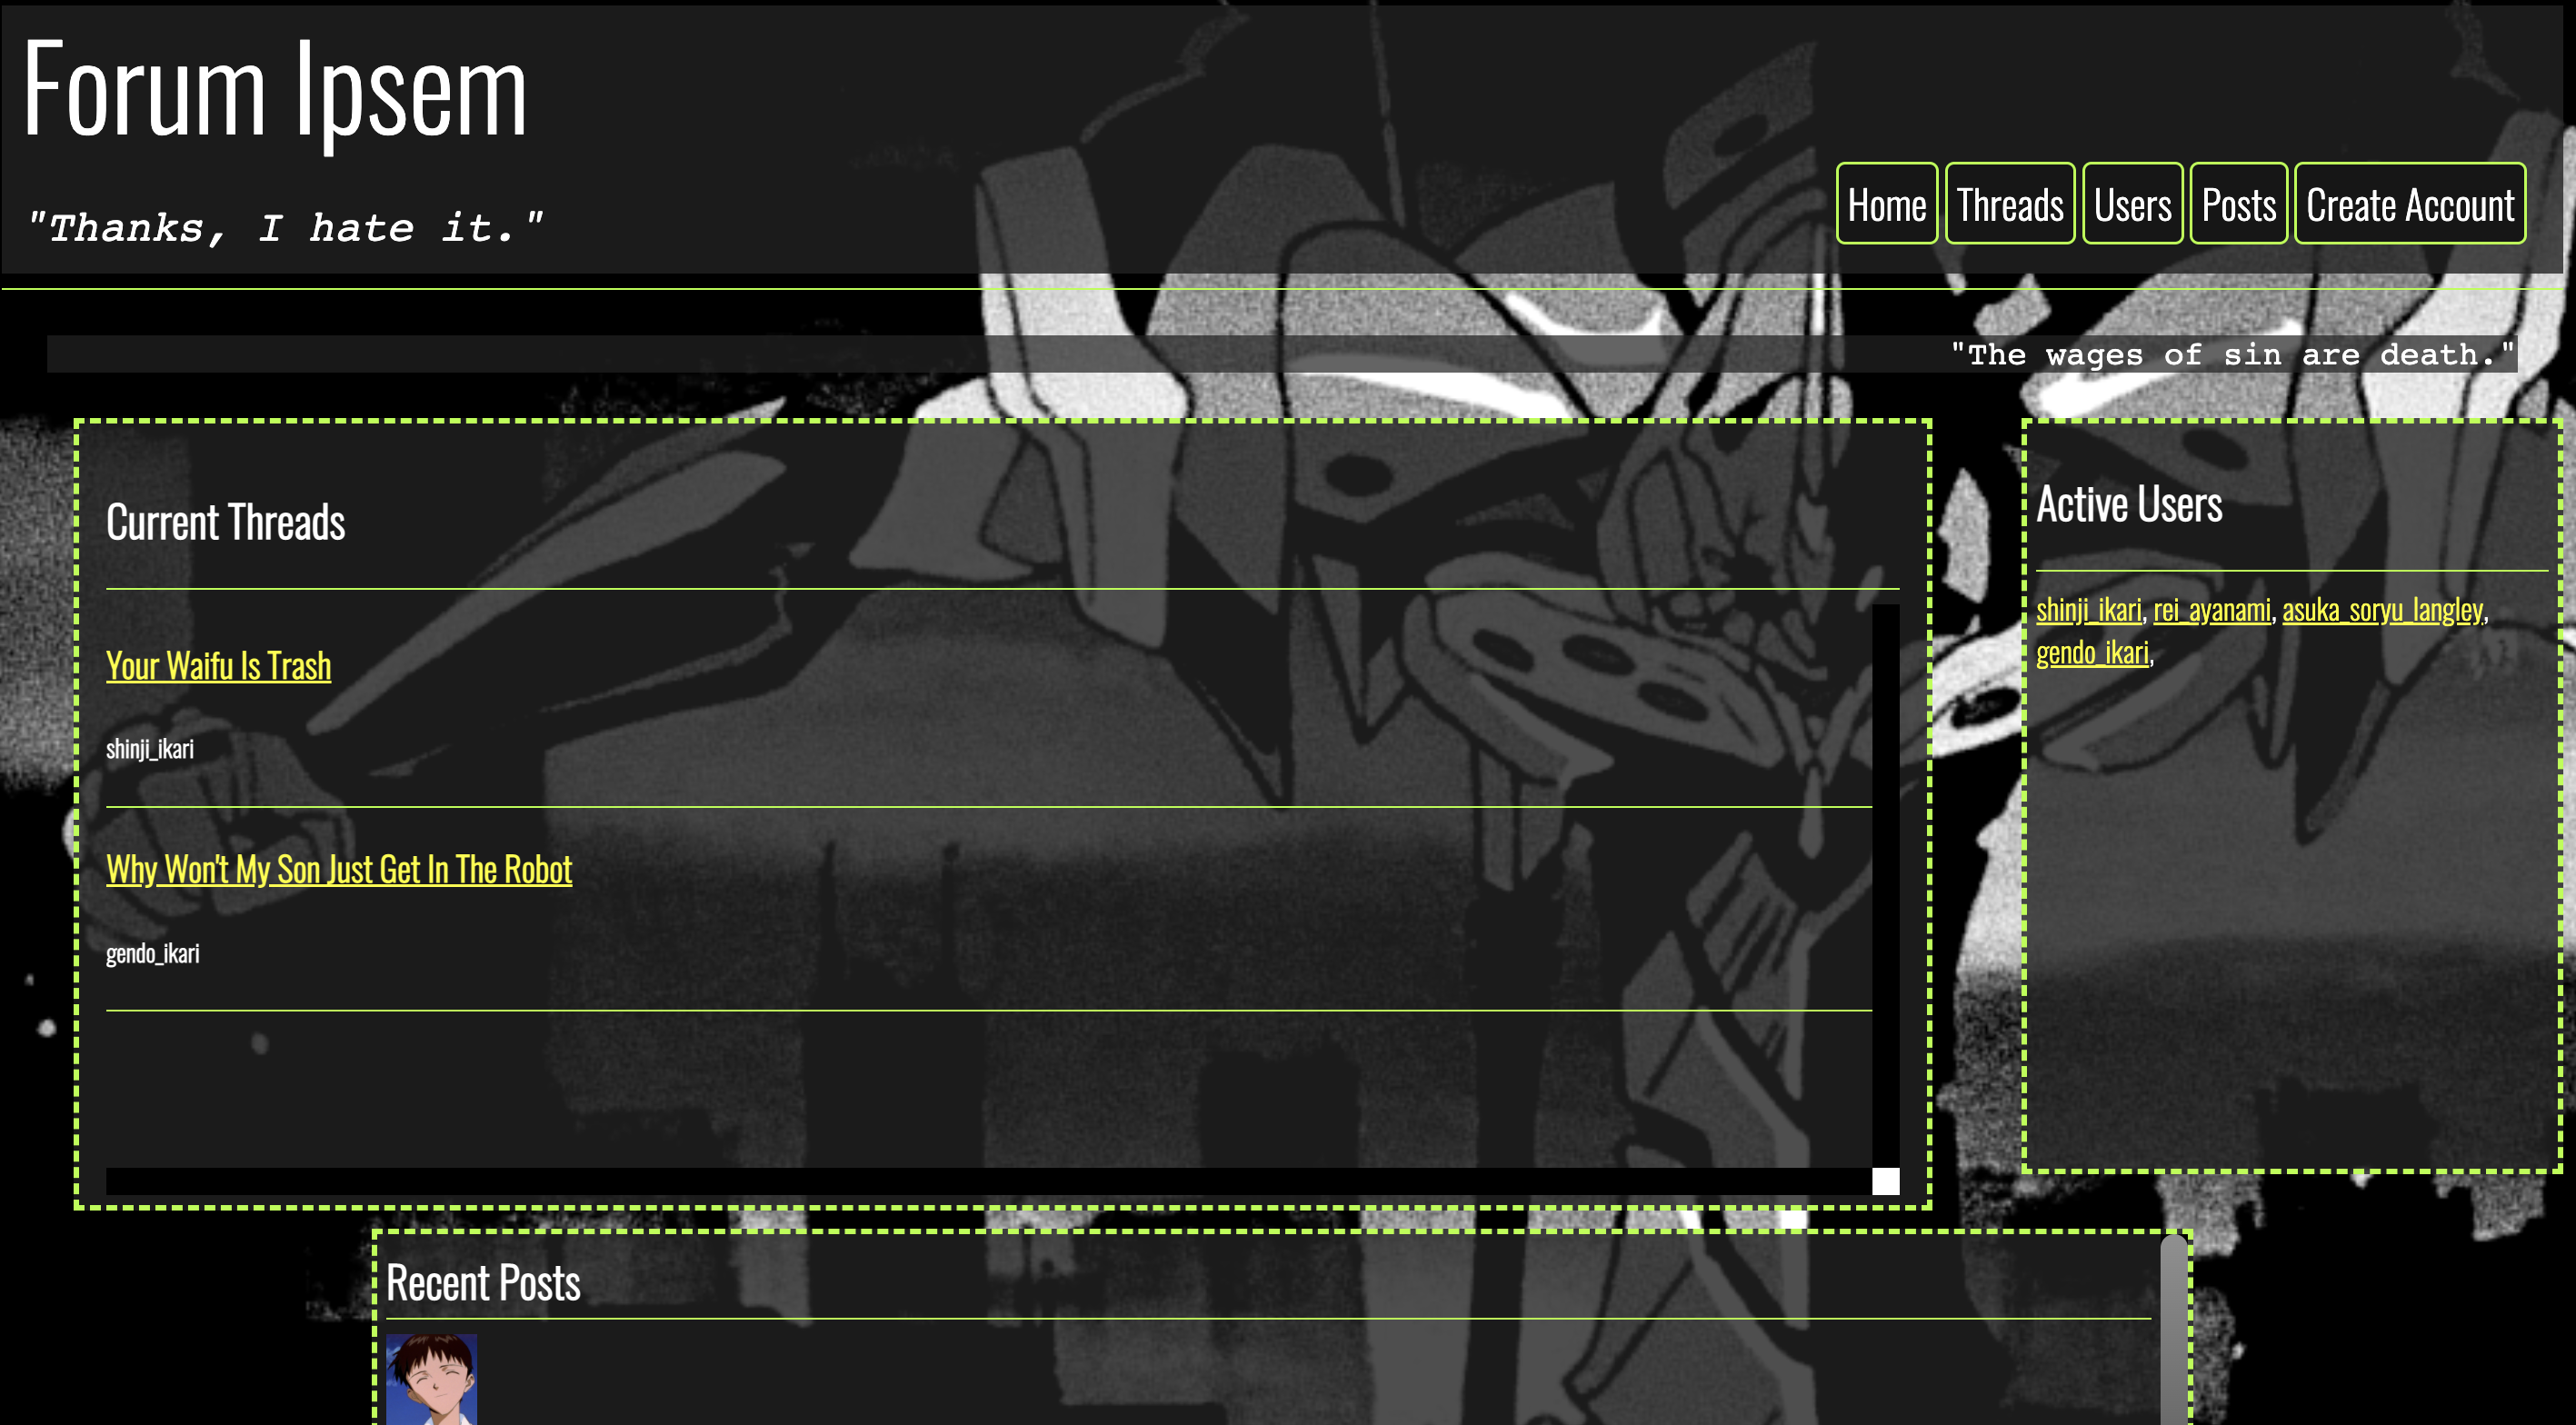 Forum Ipsem
"Thanks, I hate it."
Home Threads Users Posts Create Account
"The wages of sin are death."
Current Threads
Your Waifu Is Trash
shinji_ikari
Why Won't My Son Just Get In The Robot
gendo_ikari
Active Users
shinji_ikari, rei_ayanami, asuka_soryu_langley,
gendo_ikari,
Recent Posts